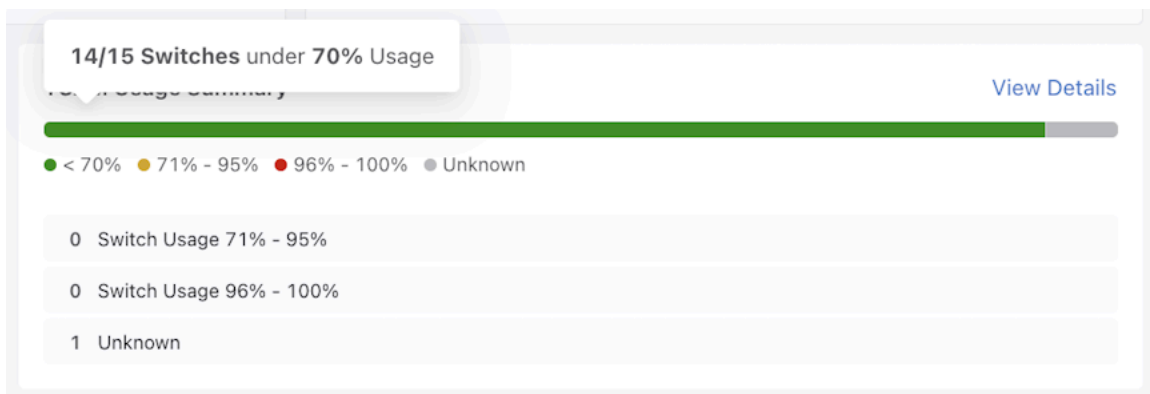 14/15 Switches under 70% Usage
Usage Summary
View Details
< 70% 71% - 95% 96% - 100% Unknown
0 Switch Usage 71% - 95%
0 Switch Usage 96% - 100%
1 Unknown